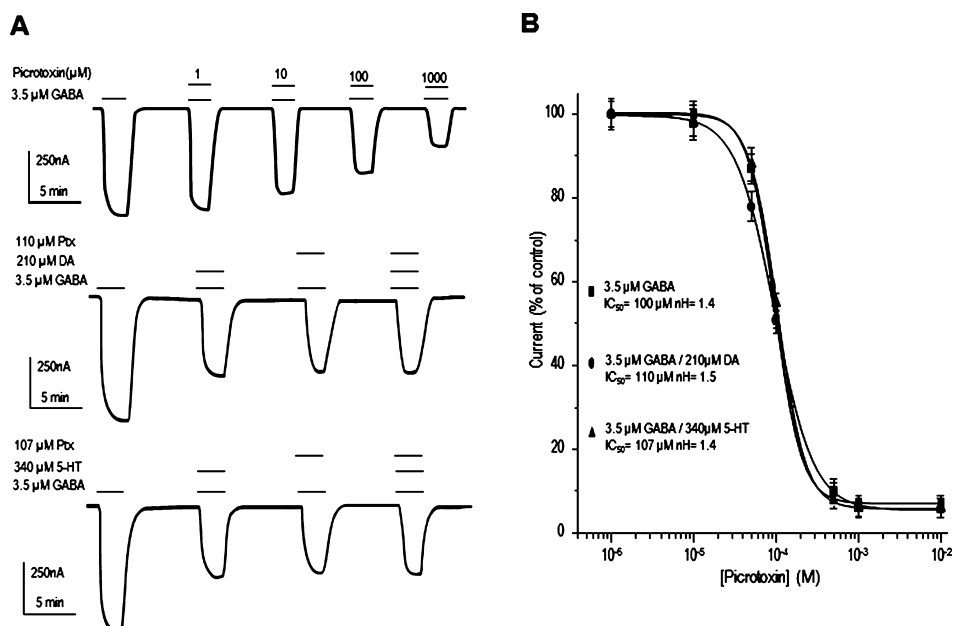 A
Picrotoxin(µM) 1 10 100 1000
3.5 µM GABA
250nA
5 min
110 µM Ptx
210 µM DA
3.5 µM GABA
250nA
5 min
107 µM Ptx
340 µM 5-HT
3.5 µM GABA
250nA
5 min
B
Current (% of control)
100
80
60
40
20
0
3.5 µM GABA
IC50= 100 µM nH= 1.4
3.5 µM GABA / 210µM DA
IC50= 110 µM nH= 1.5
3.5 µM GABA / 340µM 5-HT
IC50= 107 µM nH= 1.4
10-6 10-5 10-4 10-3 10-2
[Picrotoxin] (M)